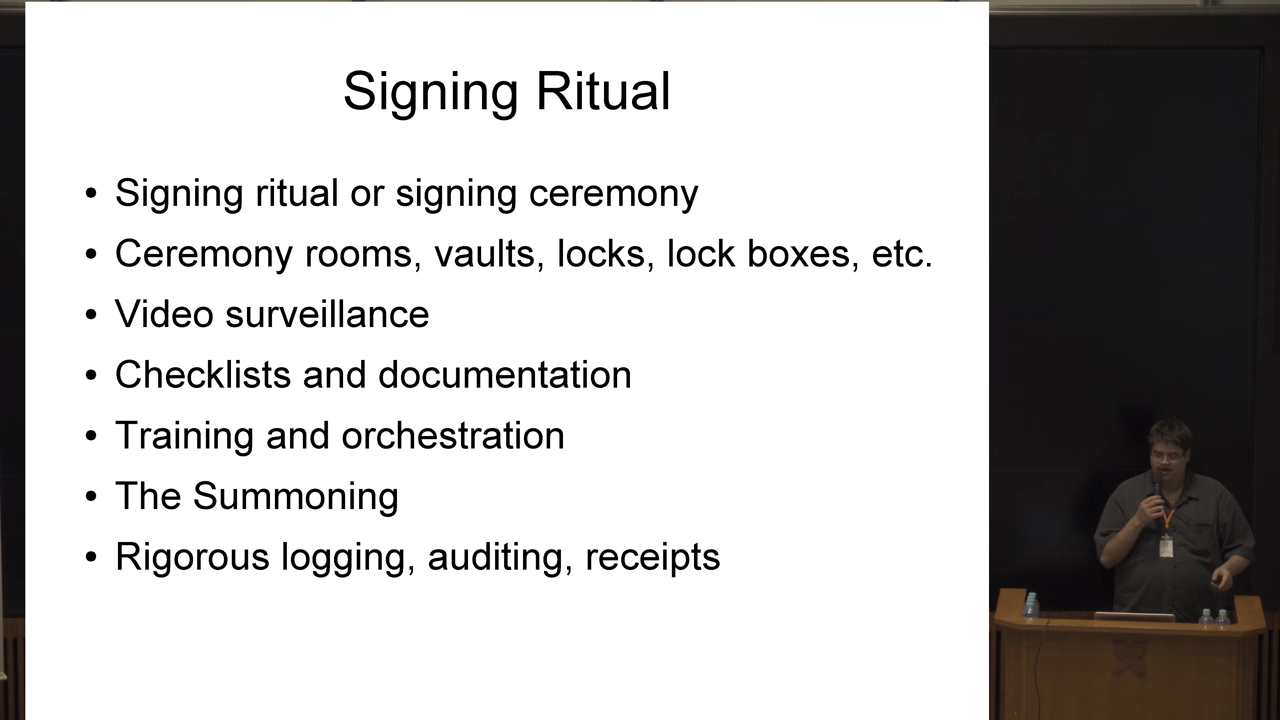 Signing Ritual
• Signing ritual or signing ceremony
• Ceremony rooms, vaults, locks, lock boxes, etc.
• Video surveillance
• Checklists and documentation
• Training and orchestration
• The Summoning
• Rigorous logging, auditing, receipts